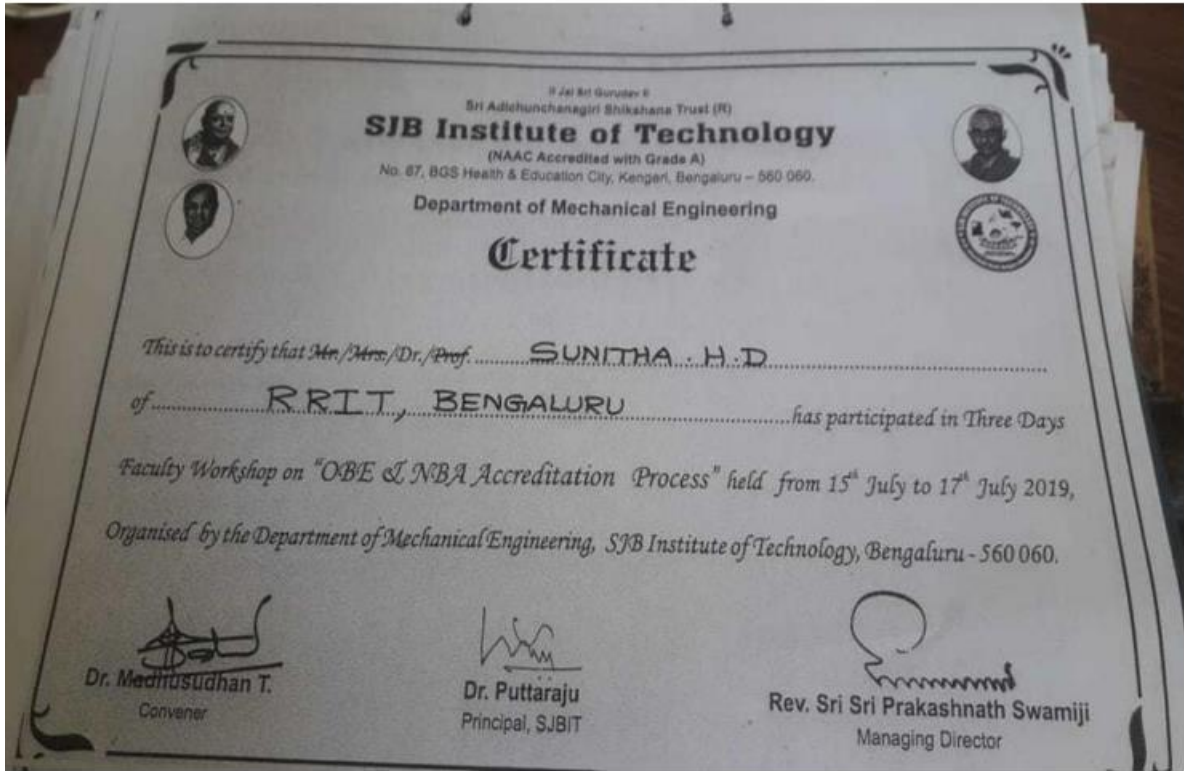 || Jai Sri Gurudev ||
Sri Adichunchanagiri Shikshana Trust (R)
SJB Institute of Technology
(NAAC Accredited with Grade A)
No. 67, BGS Health & Education City, Kengeri, Bengaluru – 560 060.
Department of Mechanical Engineering
Certificate
This is to certify that Mr./Mrs./Dr./Prof. SUNITHA . H . D
of RRIT, BENGALURU has participated in Three Days
Faculty Workshop on "OBE & NBA Accreditation Process" held from 15th July to 17th July 2019,
Organised by the Department of Mechanical Engineering, SJB Institute of Technology, Bengaluru - 560 060.
Dr. Madhusudhan T.
Convener
Dr. Puttaraju
Principal, SJBIT
Rev. Sri Sri Prakashnath Swamiji
Managing Director